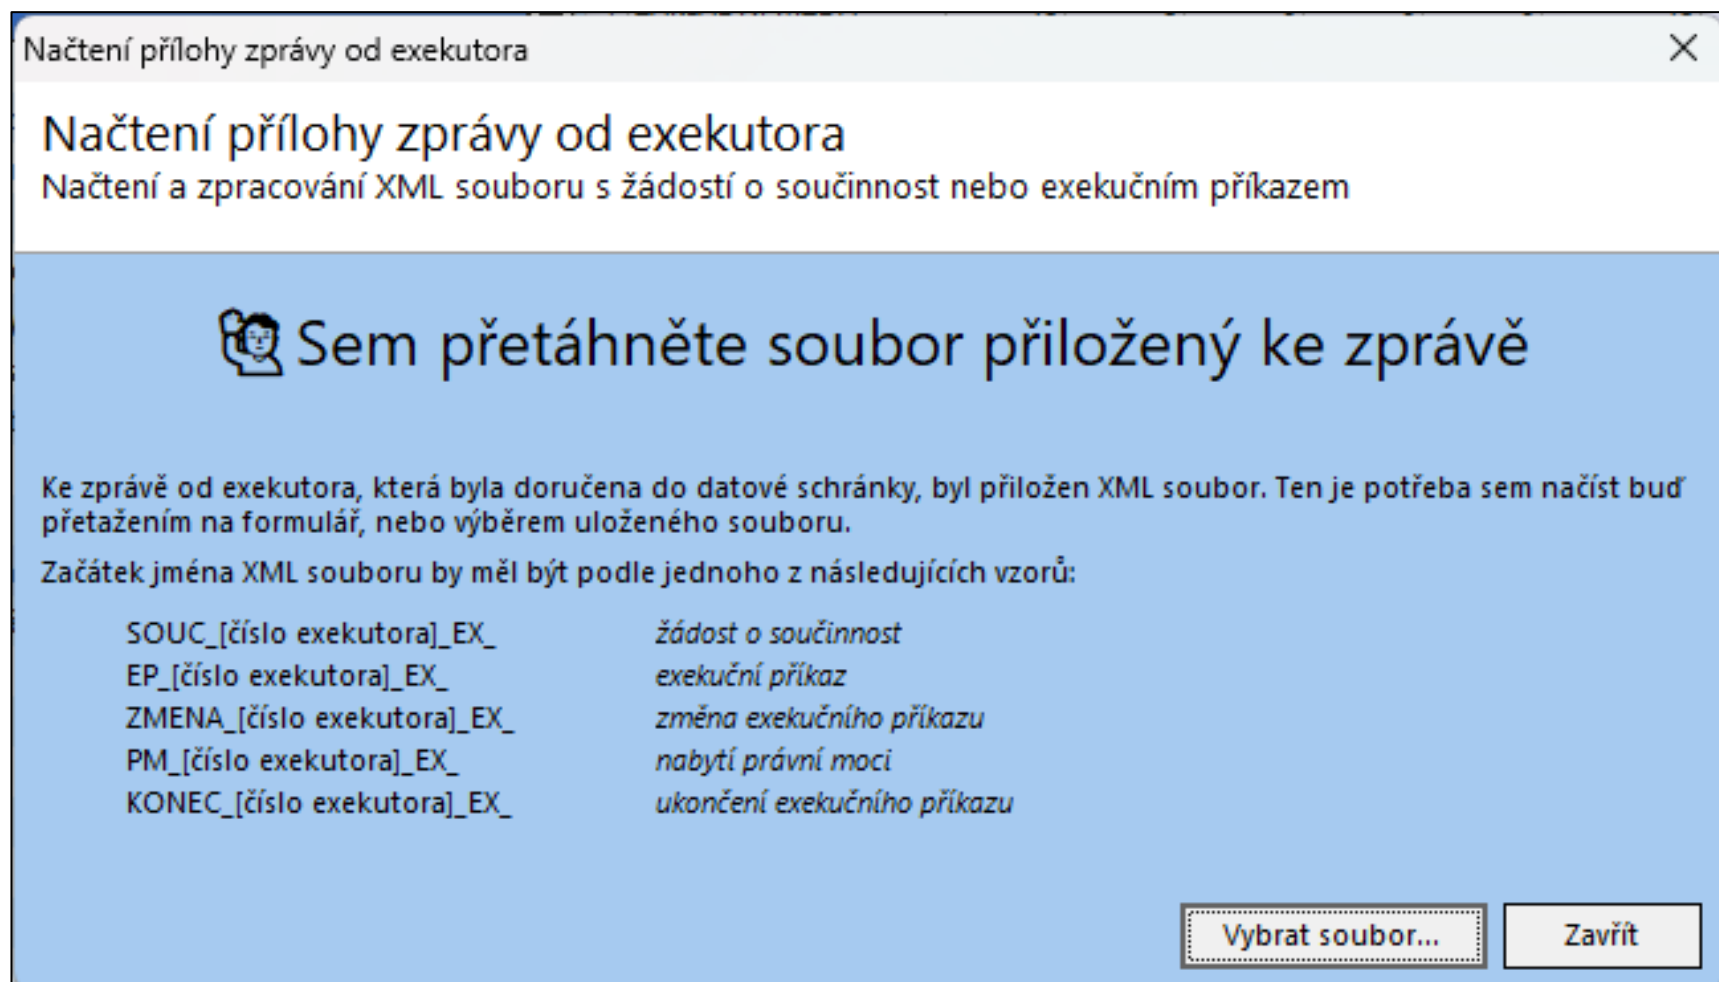 Načtení přílohy zprávy od exekutora
Načtení přílohy zprávy od exekutora
Načtení a zpracování XML souboru s žádostí o součinnost nebo exekučním příkazem
Sem přetáhněte soubor přiložený ke zprávě
Ke zprávě od exekutora, která byla doručena do datové schránky, byl přiložen XML soubor. Ten je potřeba sem načíst buď
přetažením na formulář, nebo výběrem uloženého souboru.
Začátek jména XML souboru by měl být podle jednoho z následujících vzorů:
SOUC_[číslo exekutora]_EX_ žádost o součinnost
EP_[číslo exekutora]_EX_ exekuční příkaz
ZMENA_[číslo exekutora]_EX_ změna exekučního příkazu
PM_[číslo exekutora]_EX_ nabytí právní moci
KONEC_[číslo exekutora]_EX_ ukončení exekučního příkazu
Vybrat soubor... Zavřít